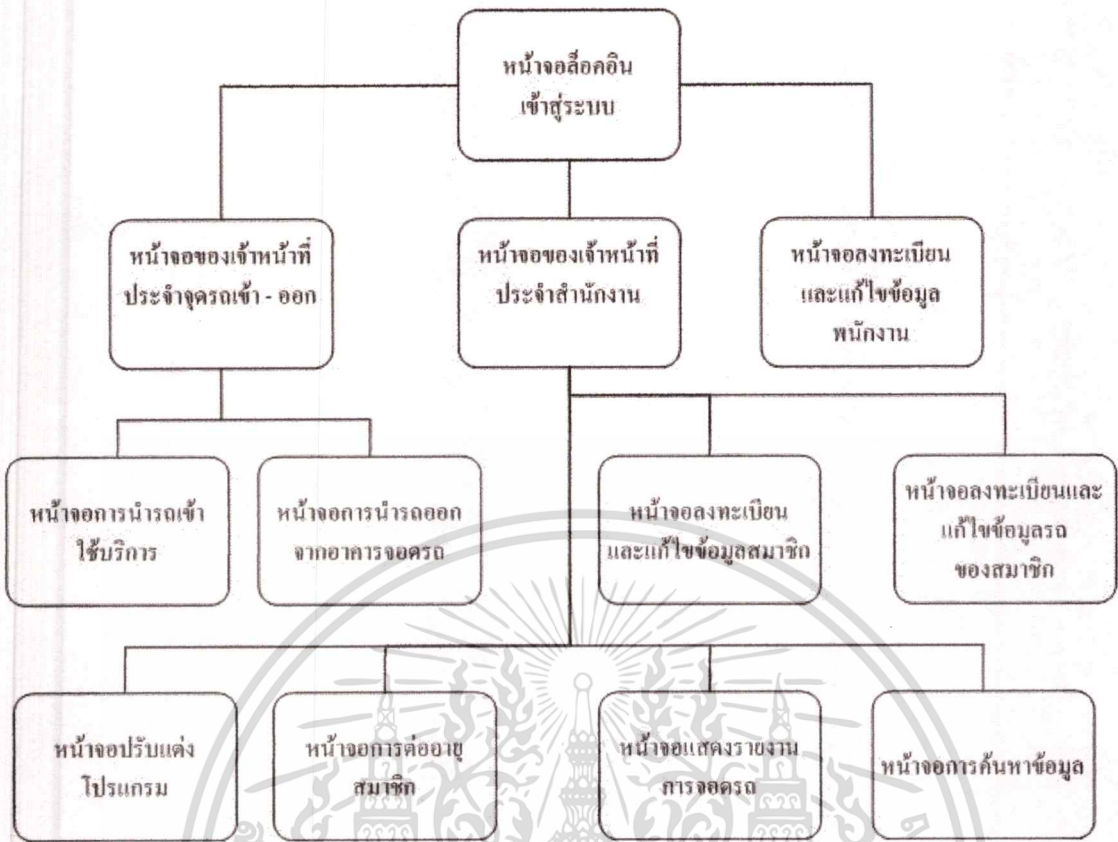 หน้าจอล็อคอิน
เข้าสู่ระบบ
หน้าจอของเจ้าหน้าที่
ประจำจุดรถเข้า - ออก
หน้าจอของเจ้าหน้าที่
ประจำสำนักงาน
หน้าจอลงทะเบียน
และแก้ไขข้อมูล
พนักงาน
หน้าจอการนำรถเข้า
ใช้บริการ
หน้าจอการนำรถออก
จากอาคารจอดรถ
หน้าจอลงทะเบียน
และแก้ไขข้อมูลสมาชิก
หน้าจอลงทะเบียนและ
แก้ไขข้อมูลรถ
ของสมาชิก
หน้าจอปรับแต่ง
โปรแกรม
หน้าจอการต่ออายุ
สมาชิก
หน้าจอแสดงรายงาน
การจอดรถ
หน้าจอการค้นหาข้อมูล